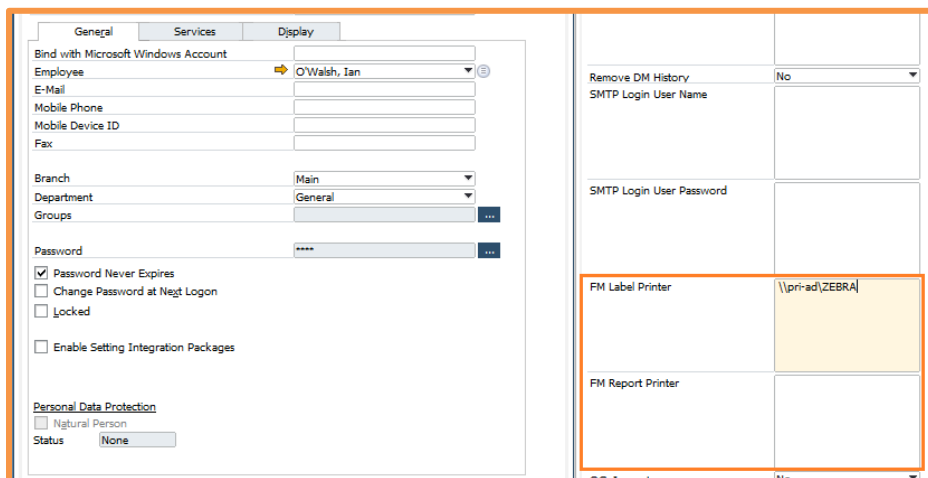 General Services Display
Bind with Microsoft Windows Account
Employee O'Walsh, Ian
E-Mail
Mobile Phone
Mobile Device ID
Fax
Branch Main
Department General
Groups ...
Password **** ...
Password Never Expires
Change Password at Next Logon
Locked
Enable Setting Integration Packages
Personal Data Protection
Natural Person
Status None
Remove DM History No
SMTP Login User Name
SMTP Login User Password
FM Label Printer \\pri-ad\ZEBRA
FM Report Printer
No